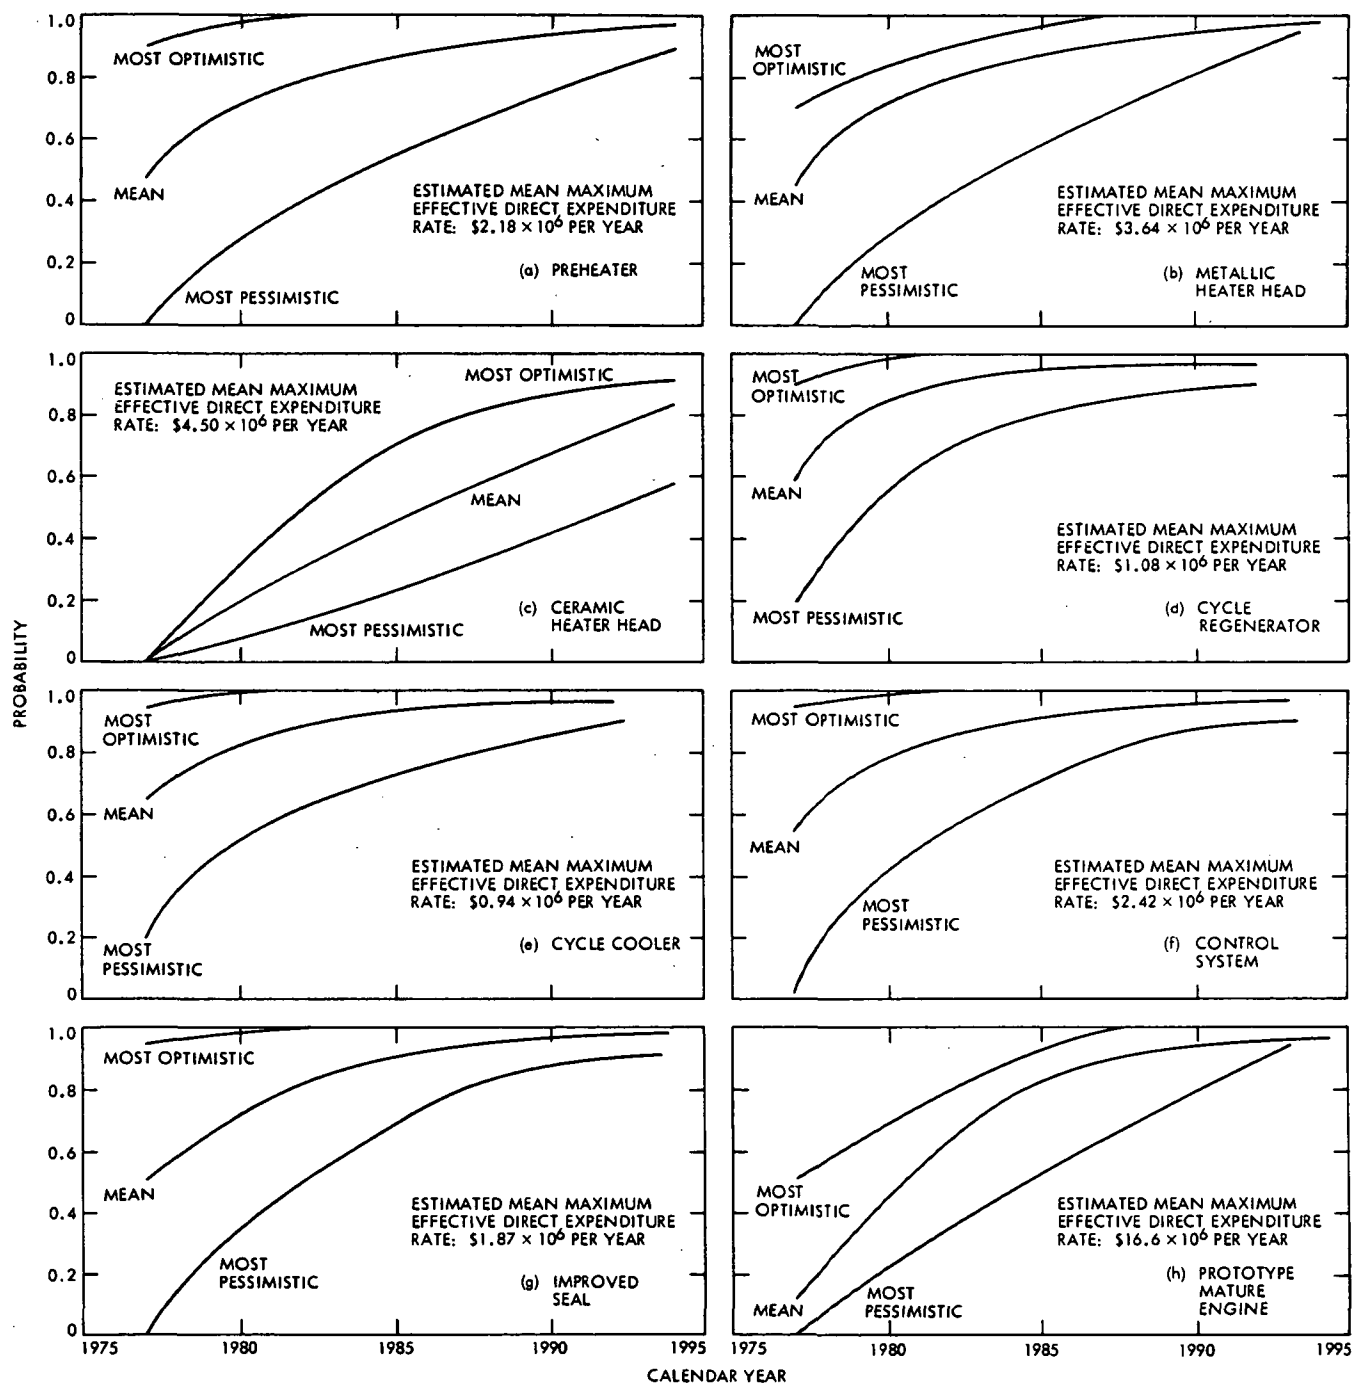 1.0
0.8
0.6
0.4
0.2
0
MOST OPTIMISTIC
MEAN
MOST PESSIMISTIC
ESTIMATED MEAN MAXIMUM
EFFECTIVE DIRECT EXPENDITURE
RATE: $2.18 × 10⁶ PER YEAR
(a) PREHEATER
MOST
OPTIMISTIC
MEAN
MOST
PESSIMISTIC
ESTIMATED MEAN MAXIMUM
EFFECTIVE DIRECT EXPENDITURE
RATE: $3.64 × 10⁶ PER YEAR
(b) METALLIC
HEATER HEAD
1.0
0.8
0.6
0.4
0.2
0
ESTIMATED MEAN MAXIMUM
EFFECTIVE DIRECT EXPENDITURE
RATE: $4.50 × 10⁶ PER YEAR
MOST OPTIMISTIC
MEAN
MOST PESSIMISTIC
(c) CERAMIC
HEATER HEAD
MOST
OPTIMISTIC
MEAN
MOST PESSIMISTIC
ESTIMATED MEAN MAXIMUM
EFFECTIVE DIRECT EXPENDITURE
RATE: $1.08 × 10⁶ PER YEAR
(d) CYCLE
REGENERATOR
PROBABILITY
1.0
0.8
0.6
0.4
0.2
0
MOST
OPTIMISTIC
MEAN
MOST
PESSIMISTIC
ESTIMATED MEAN MAXIMUM
EFFECTIVE DIRECT EXPENDITURE
RATE: $0.94 × 10⁶ PER YEAR
(e) CYCLE COOLER
MOST OPTIMISTIC
MEAN
MOST
PESSIMISTIC
ESTIMATED MEAN MAXIMUM
EFFECTIVE DIRECT EXPENDITURE
RATE: $2.42 × 10⁶ PER YEAR
(f) CONTROL
SYSTEM
1.0
0.8
0.6
0.4
0.2
0
MOST OPTIMISTIC
MEAN
MOST
PESSIMISTIC
ESTIMATED MEAN MAXIMUM
EFFECTIVE DIRECT EXPENDITURE
RATE: $1.87 × 10⁶ PER YEAR
(g) IMPROVED
SEAL
MOST
OPTIMISTIC
MEAN
MOST
PESSIMISTIC
ESTIMATED MEAN MAXIMUM
EFFECTIVE DIRECT EXPENDITURE
RATE: $16.6 × 10⁶ PER YEAR
(h) PROTOTYPE
MATURE
ENGINE
1975 1980 1985 1990 1995
1975 1980 1985 1990 1995
CALENDAR YEAR